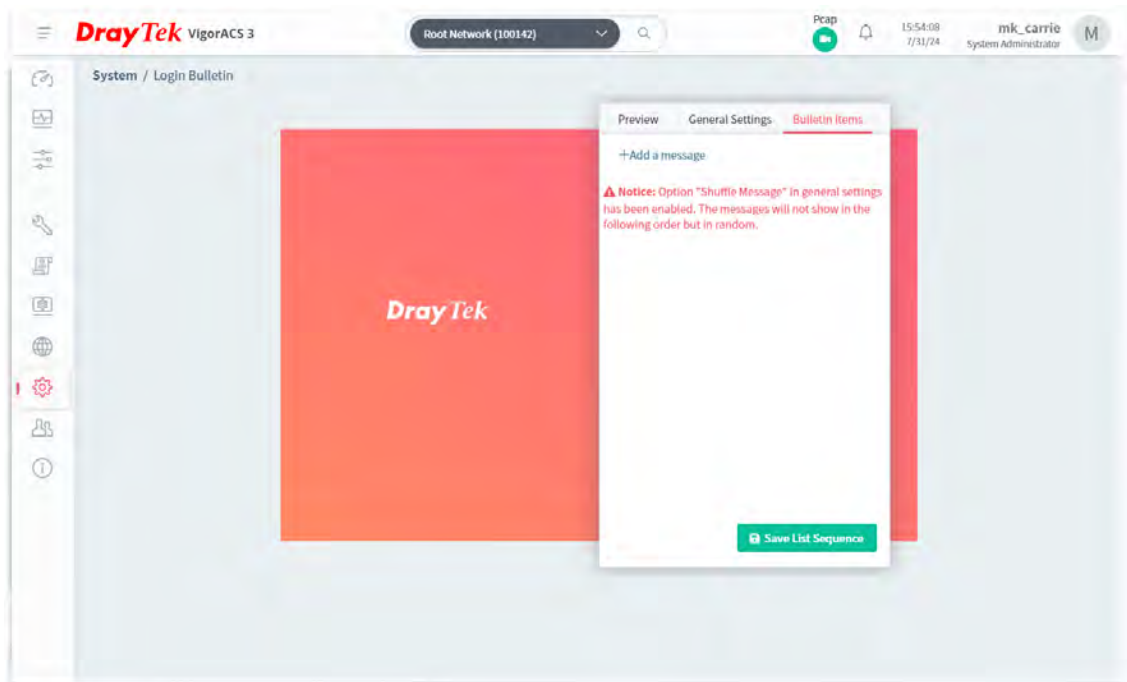 DrayTek VigorACS 3
Root Network (100142)
Pcap
15:54:08
7/31/24
mk_carrie
System Administrator
M
System / Login Bulletin
Preview General Settings Bulletin Items
+Add a message
Notice: Option "Shuffle Message" in general settings
has been enabled. The messages will not show in the
following order but in random.
DrayTek
Save List Sequence